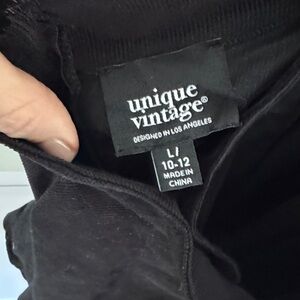 unique
vintage®
DESIGNED IN LOS ANGELES
L/
10-12
MADE IN
CHINA